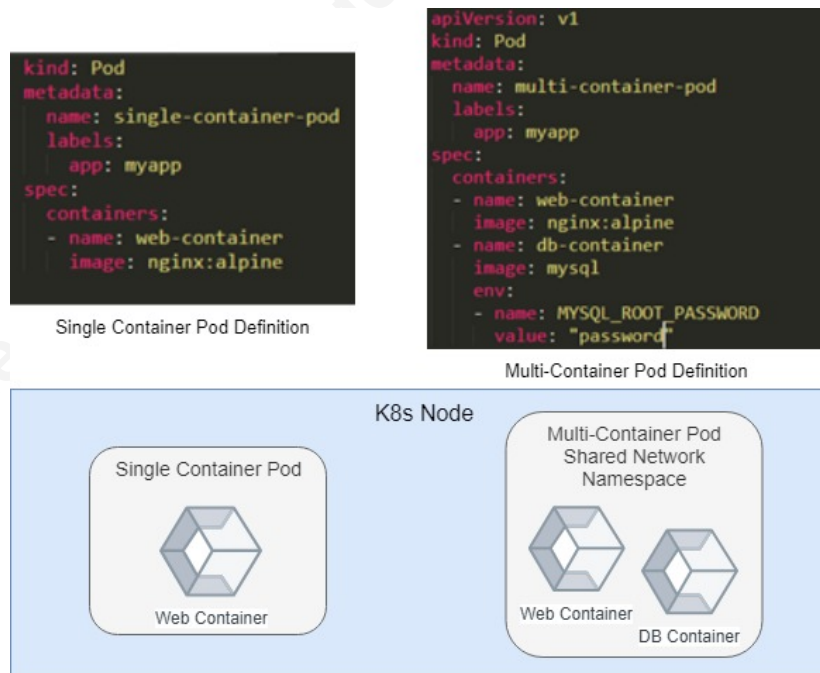 kind: Pod
metadata:
  name: single-container-pod
  labels:
    app: myapp
spec:
  containers:
  - name: web-container
    image: nginx:alpine
Single Container Pod Definition
apiVersion: v1
kind: Pod
metadata:
  name: multi-container-pod
  labels:
    app: myapp
spec:
  containers:
  - name: web-container
    image: nginx:alpine
  - name: db-container
    image: mysql
    env:
    - name: MYSQL_ROOT_PASSWORD
      value: "password"
Multi-Container Pod Definition
K8s Node
Single Container Pod
Web Container
Multi-Container Pod
Shared Network
Namespace
Web Container
DB Container